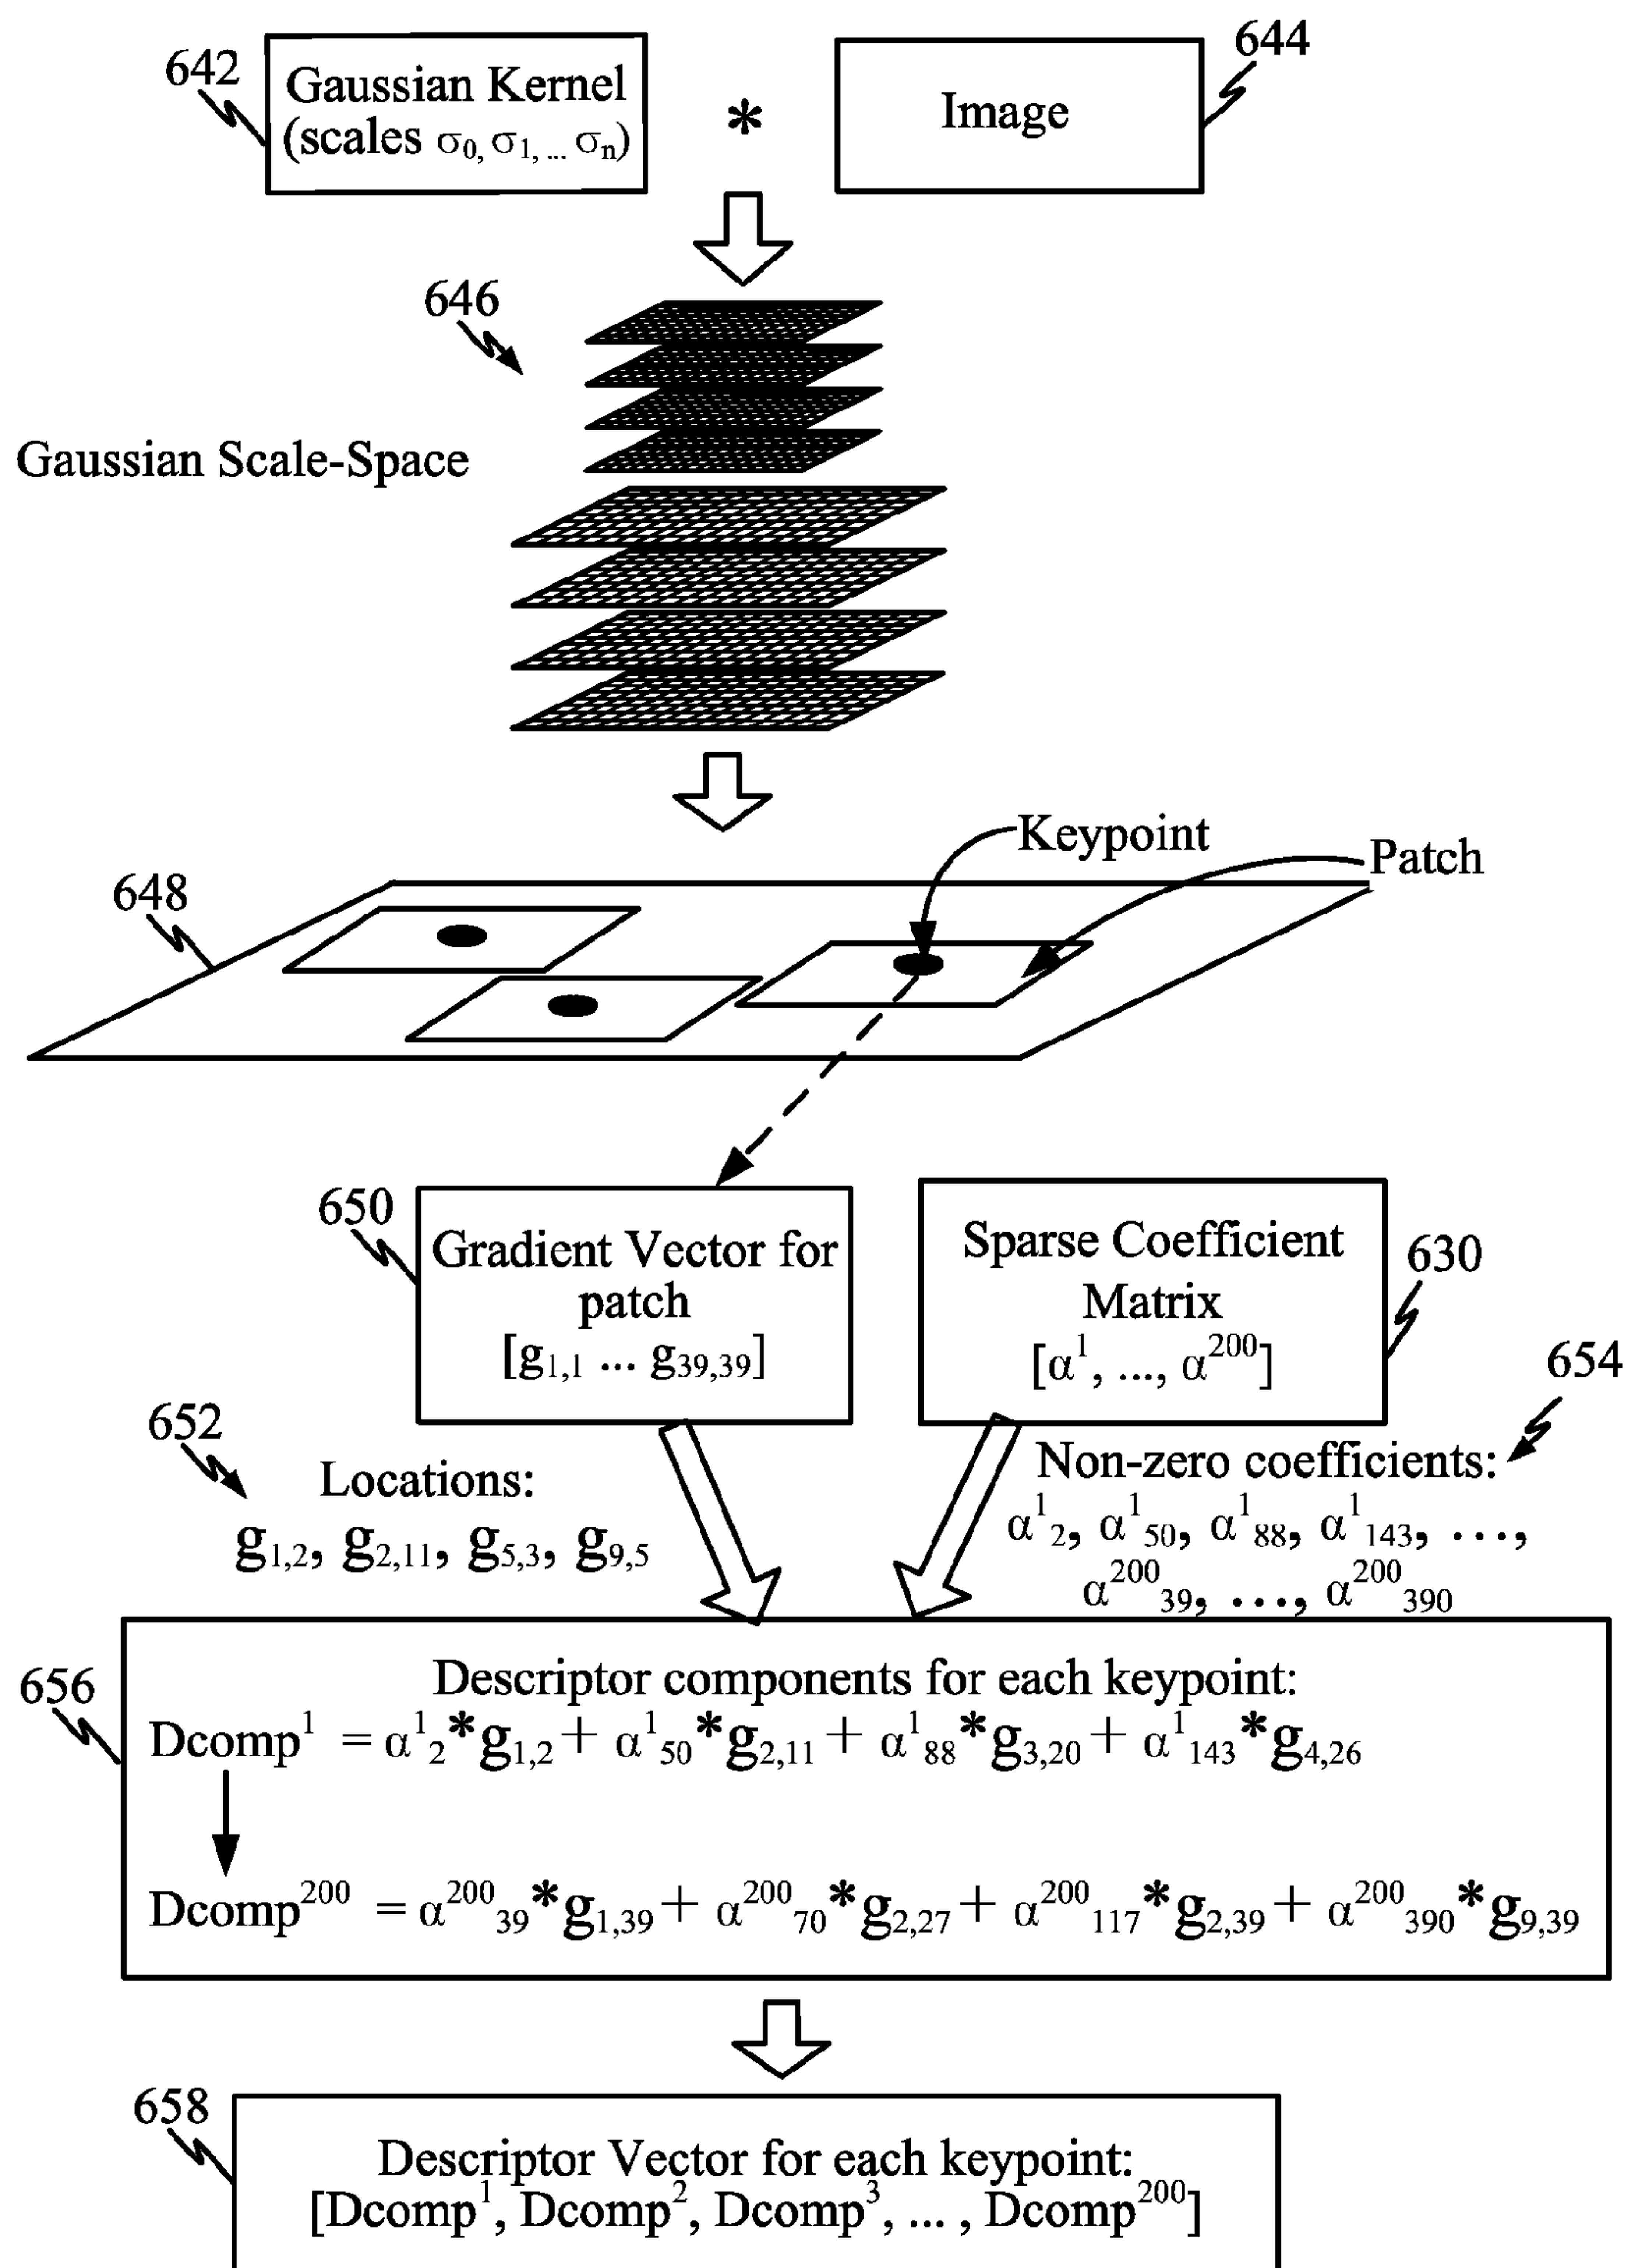 642
Gaussian Kernel
(scales σ₀, σ₁, ... σₙ)
*
Image
644
646
Gaussian Scale-Space
Keypoint
Patch
648
650
Gradient Vector for
patch
[g₁,₁ ... g₃₉,₃₉]
Sparse Coefficient
Matrix
[α¹, ..., α²⁰⁰]
630
652
Locations:
g₁,₂, g₂,₁₁, g₅,₃, g₉,₅
654
Non-zero coefficients:
α¹₂, α¹₅₀, α¹₈₈, α¹₁₄₃, ...,
α²⁰⁰₃₉, ..., α²⁰⁰₃₉₀
656
Descriptor components for each keypoint:
Dcomp¹ = α¹₂*g₁,₂ + α¹₅₀*g₂,₁₁ + α¹₈₈*g₃,₂₀ + α¹₁₄₃*g₄,₂₆
Dcomp²⁰⁰ = α²⁰⁰₃₉*g₁,₃₉ + α²⁰⁰₇₀*g₂,₂₇ + α²⁰⁰₁₁₇*g₂,₃₉ + α²⁰⁰₃₉₀*g₉,₃₉
658
Descriptor Vector for each keypoint:
[Dcomp¹, Dcomp², Dcomp³, ... , Dcomp²⁰⁰]